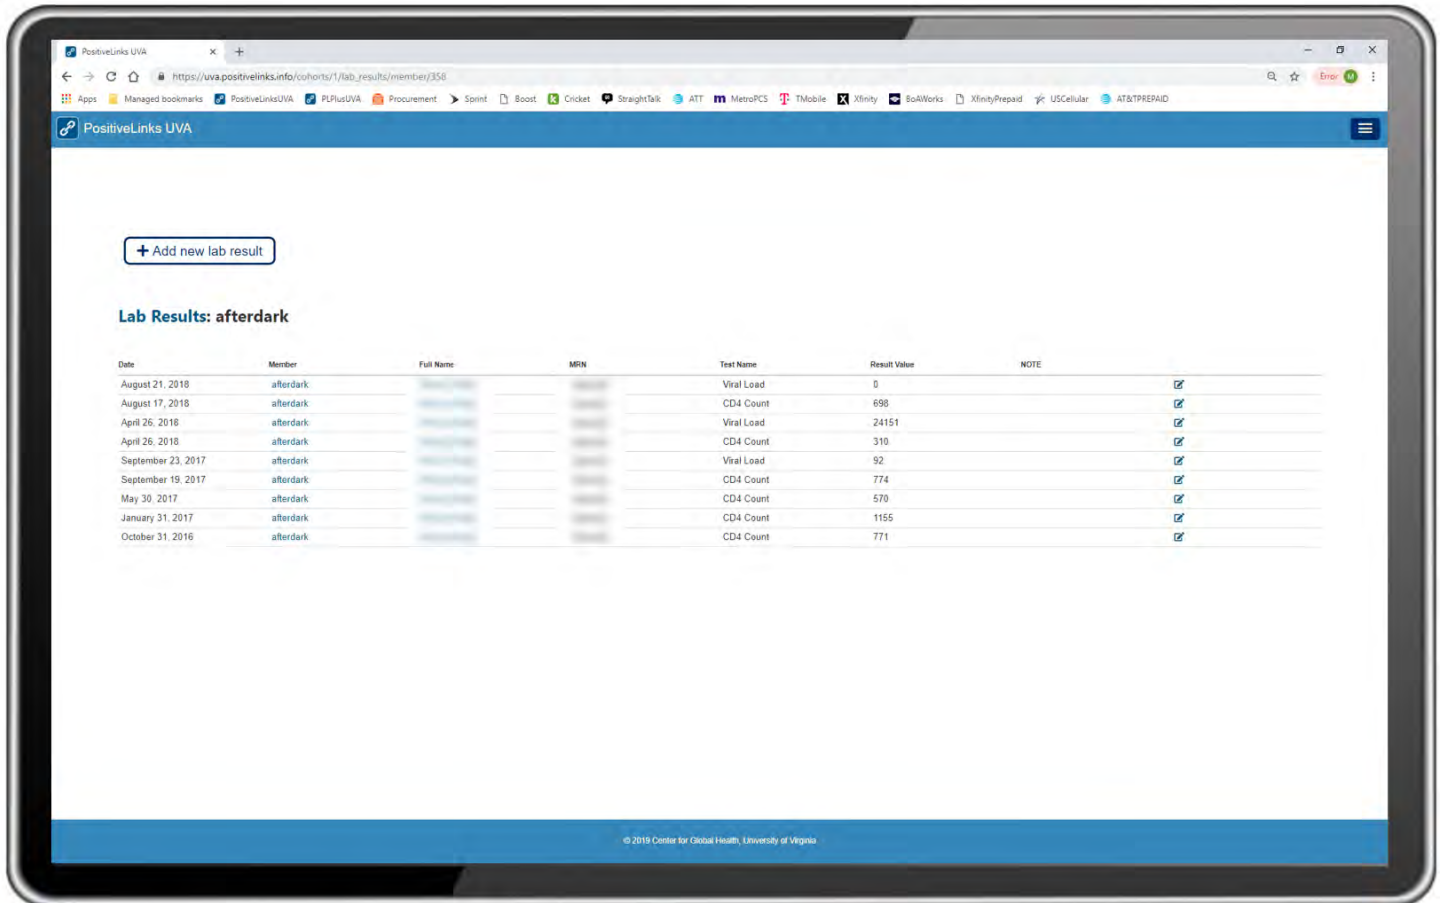 PositiveLinks UVA
https://uva.positivelinks.info/cohorts/1/lab_results/member/358 Error M
Apps Managed bookmarks PositiveLinksUVA PLPlusUVA Procurement Sprint Boost Cricket StraightTalk ATT MetroPCS TMobile Xfinity BoAWorks XfinityPrepaid USCellular AT&TPREPAID
PositiveLinks UVA
+ Add new lab result
Lab Results: afterdark
Date Member Full Name MRN Test Name Result Value NOTE
August 21, 2018 afterdark Viral Load 0
August 17, 2018 afterdark CD4 Count 698
April 26, 2018 afterdark Viral Load 24151
April 26, 2018 afterdark CD4 Count 310
September 23, 2017 afterdark Viral Load 92
September 19, 2017 afterdark CD4 Count 774
May 30, 2017 afterdark CD4 Count 570
January 31, 2017 afterdark CD4 Count 1155
October 31, 2016 afterdark CD4 Count 771
© 2019 Center for Global Health, University of Virginia